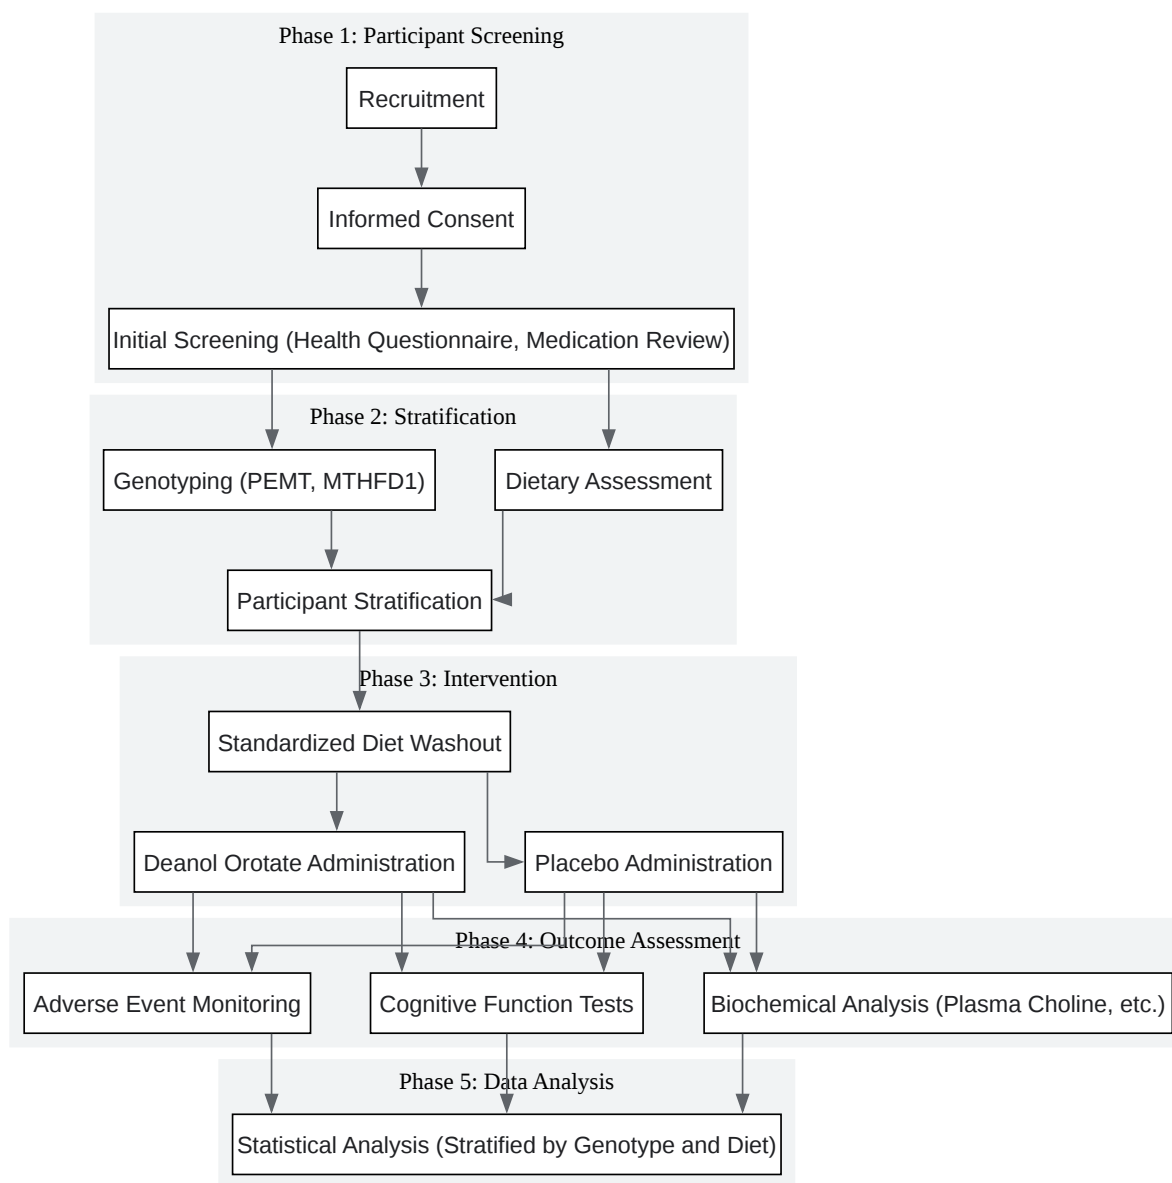 Phase 1: Participant Screening
Recruitment
Informed Consent
Initial Screening (Health Questionnaire, Medication Review)
Phase 2: Stratification
Genotyping (PEMT, MTHFD1)
Dietary Assessment
Participant Stratification
Phase 3: Intervention
Standardized Diet Washout
Deanol Orotate Administration
Placebo Administration
Phase 4: Outcome Assessment
Adverse Event Monitoring
Cognitive Function Tests
Biochemical Analysis (Plasma Choline, etc.)
Phase 5: Data Analysis
Statistical Analysis (Stratified by Genotype and Diet)